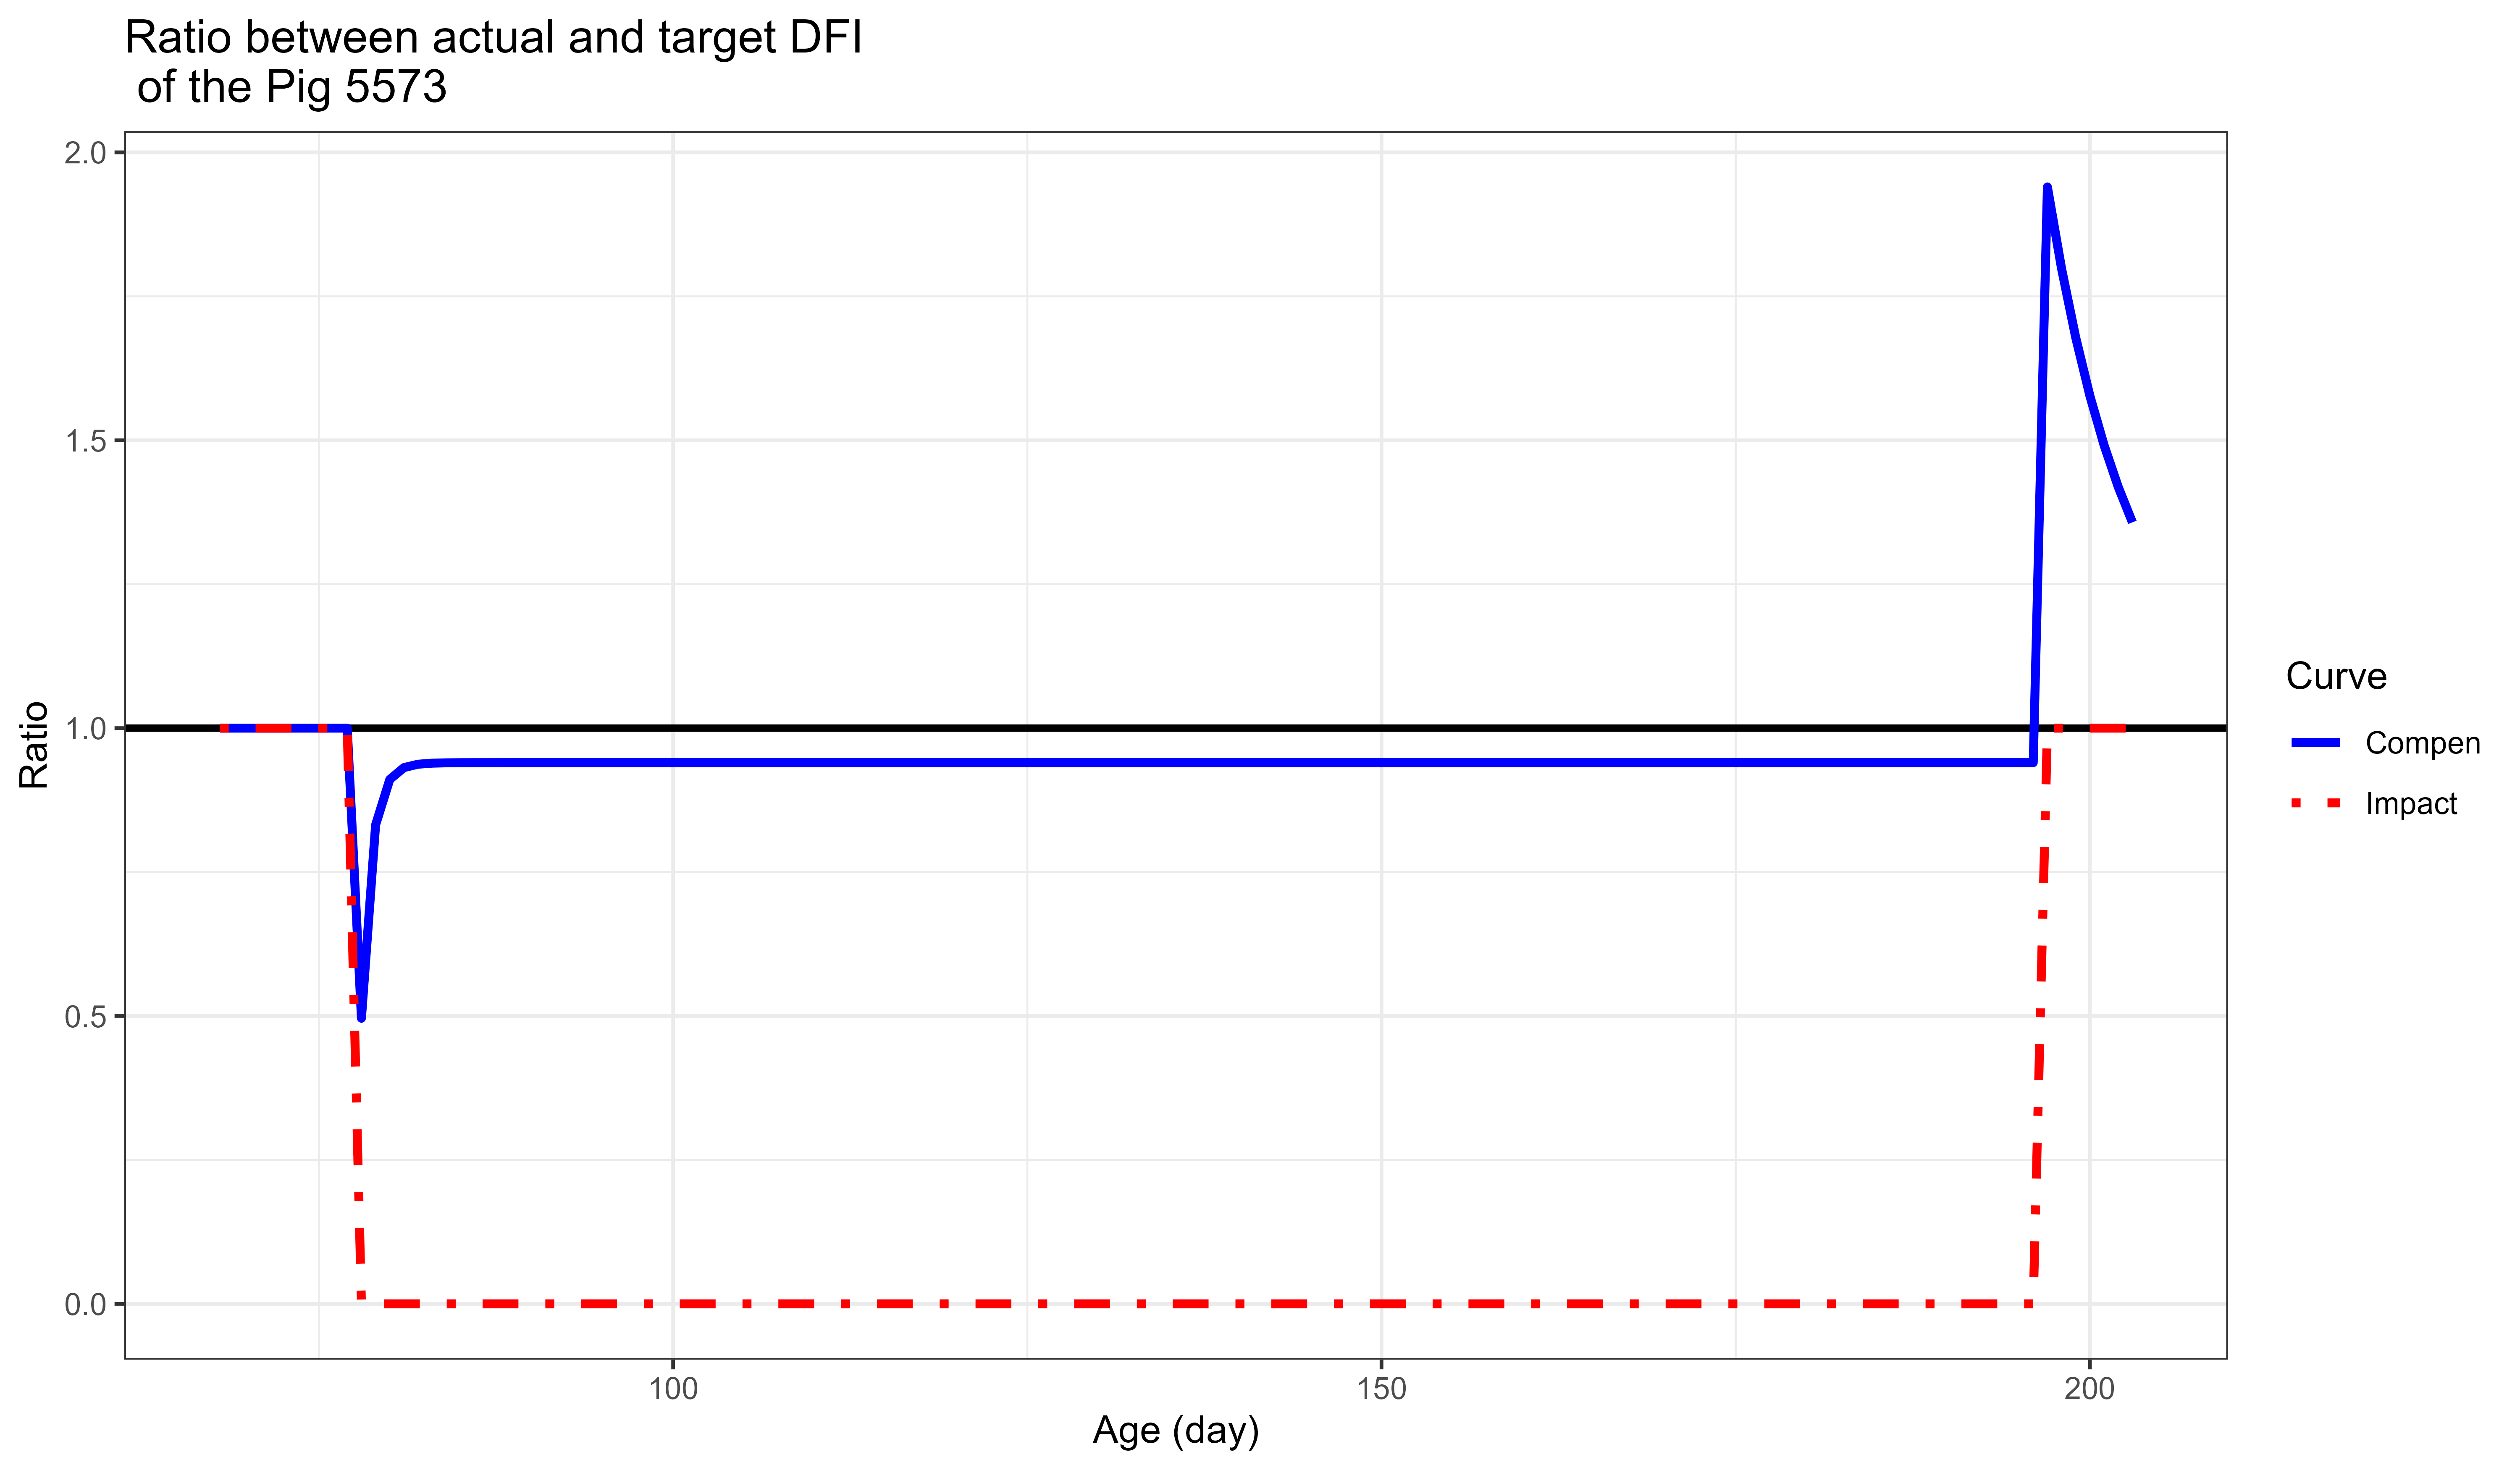 Ratio between actual and target DFI
of the Pig 5573
2.0
1.5
1.0
0.5
0.0
Ratio
100
150
200
Age (day)
Curve
Compen
Impact